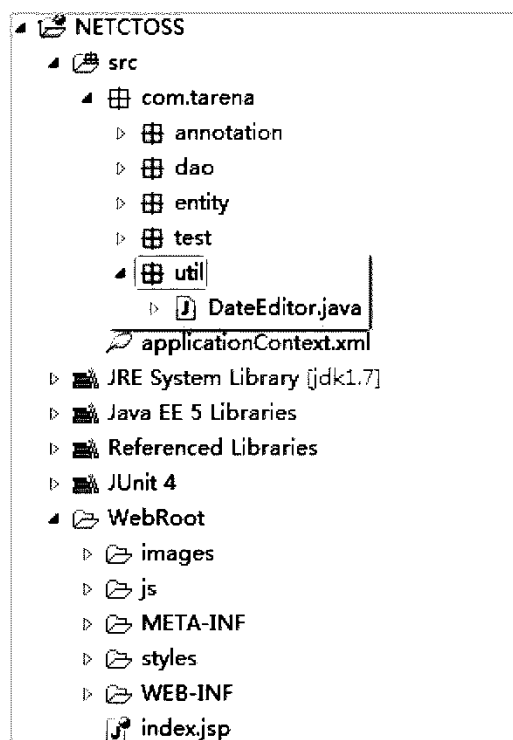 NETCTOSS
src
com.tarena
annotation
dao
entity
test
util
DateEditor.java
applicationContext.xml
JRE System Library [jdk1.7]
Java EE 5 Libraries
Referenced Libraries
JUnit 4
WebRoot
images
js
META-INF
styles
WEB-INF
index.jsp